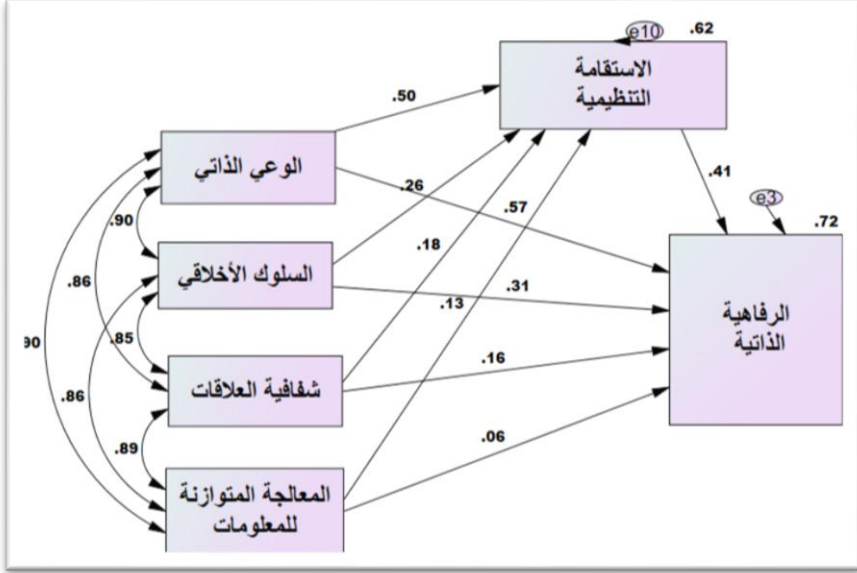 e10
.62
الاستقامة
التنظيمية
.50
الوعي الذاتي
.41
.26
.57
e3
.72
.90
.18
السلوك الأخلاقي
.86
.31
.13
الرفاهية
الذاتية
90
.85
.16
شفافية العلاقات
.86
.06
.89
المعالجة المتوازنة
للمعلومات